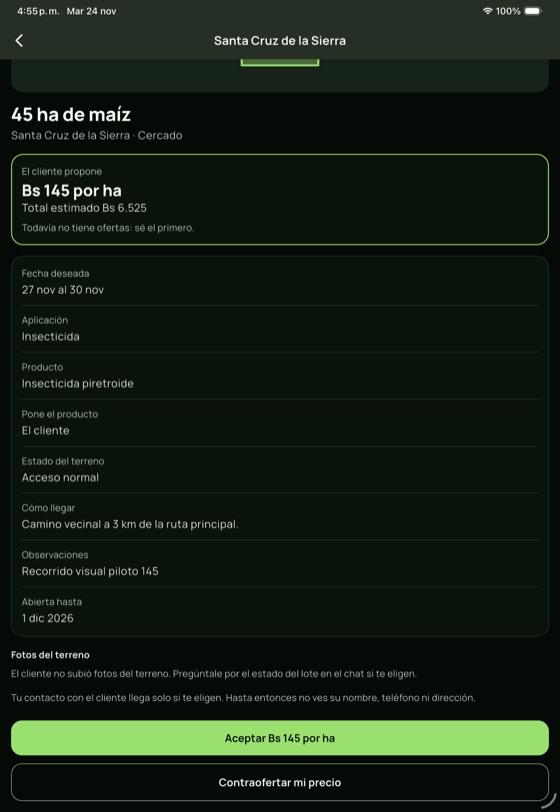 4:55 p. m. Mar 24 nov
100%
Santa Cruz de la Sierra
45 ha de maíz
Santa Cruz de la Sierra · Cercado
El cliente propone
Bs 145 por ha
Total estimado Bs 6.525
Todavía no tiene ofertas: sé el primero.
Fecha deseada
27 nov al 30 nov
Aplicación
Insecticida
Producto
Insecticida piretroide
Pone el producto
El cliente
Estado del terreno
Acceso normal
Cómo llegar
Camino vecinal a 3 km de la ruta principal.
Observaciones
Recorrido visual piloto 145
Abierta hasta
1 dic 2026
Fotos del terreno
El cliente no subió fotos del terreno. Pregúntale por el estado del lote en el chat si te eligen.
Tu contacto con el cliente llega solo si te eligen. Hasta entonces no ves su nombre, teléfono ni dirección.
Aceptar Bs 145 por ha
Contraofertar mi precio